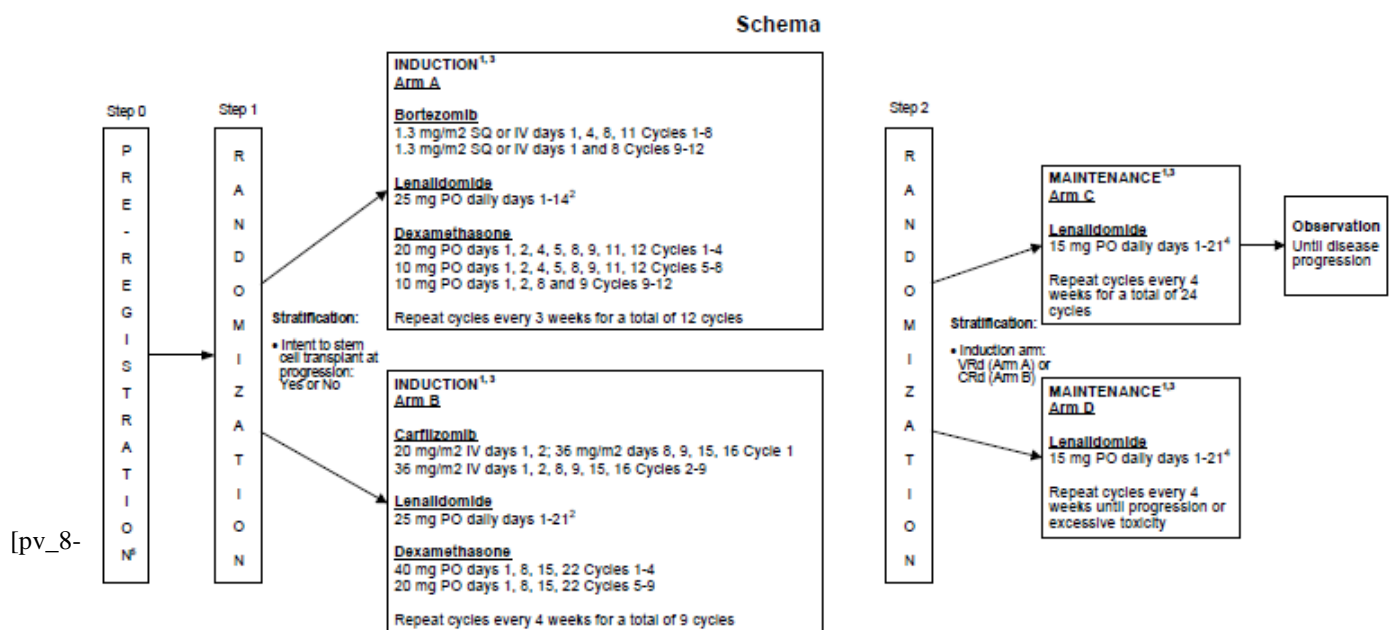 Schema
Step 0
PRE-REGISTRATION⁵
Step 1
RANDOMIZATION
Stratification:
• Intent to stem
cell transplant at
progression:
Yes or No
INDUCTION¹,³
Arm A
Bortezomib
1.3 mg/m2 SQ or IV days 1, 4, 8, 11 Cycles 1-8
1.3 mg/m2 SQ or IV days 1 and 8 Cycles 9-12
Lenalidomide
25 mg PO daily days 1-14²
Dexamethasone
20 mg PO days 1, 2, 4, 5, 8, 9, 11, 12 Cycles 1-4
10 mg PO days 1, 2, 4, 5, 8, 9, 11, 12 Cycles 5-8
10 mg PO days 1, 2, 8 and 9 Cycles 9-12
Repeat cycles every 3 weeks for a total of 12 cycles
INDUCTION¹,³
Arm B
Carfilzomib
20 mg/m2 IV days 1, 2; 36 mg/m2 days 8, 9, 15, 16 Cycle 1
36 mg/m2 IV days 1, 2, 8, 9, 15, 16 Cycles 2-9
Lenalidomide
25 mg PO daily days 1-21²
Dexamethasone
40 mg PO days 1, 8, 15, 22 Cycles 1-4
20 mg PO days 1, 8, 15, 22 Cycles 5-9
Repeat cycles every 4 weeks for a total of 9 cycles
Step 2
RANDOMIZATION
Stratification:
• Induction arm:
VRd (Arm A) or
CRd (Arm B)
MAINTENANCE¹,³
Arm C
Lenalidomide
15 mg PO daily days 1-21⁴
Repeat cycles every 4
weeks for a total of 24
cycles
Observation
Until disease
progression
MAINTENANCE¹,³
Arm D
Lenalidomide
15 mg PO daily days 1-21⁴
Repeat cycles every 4
weeks until progression or
excessive toxicity
[pv_8-